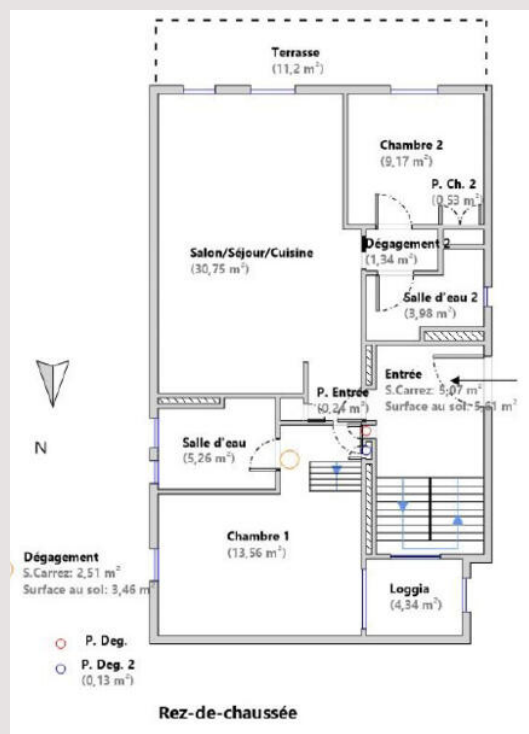 Terrasse
(11,2 m²)
Chambre 2
(9,17 m²)
P. Ch. 2
(0,53 m²)
Salon/Séjour/Cuisine
(30,75 m²)
Dégagement 2
(1,34 m²)
Salle d'eau 2
(3,98 m²)
Entrée
S.Carrez: 5,07 m²
Surface au sol: 5,61 m²
P. Entrée
(0,24 m²)
N
Salle d'eau
(5,26 m²)
Chambre 1
(13,56 m²)
Dégagement
S.Carrez: 2,51 m²
Surface au sol: 3,46 m
Loggia
(4,34 m²)
P. Deg.
P. Deg. 2
(0,13 m²)
Rez-de-chaussée